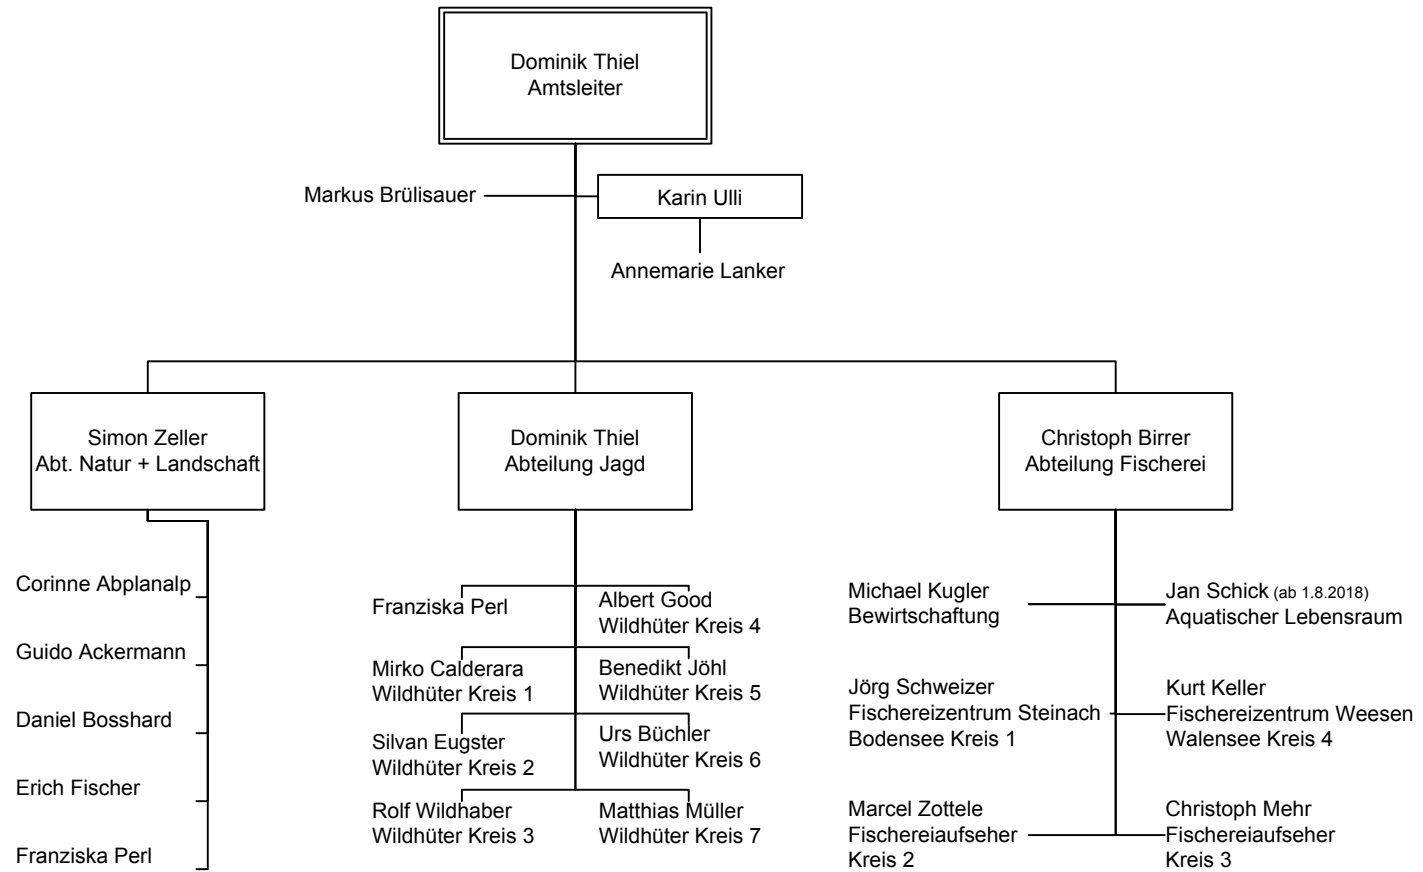 Dominik Thiel
Amtsleiter
Markus Brülisauer
Karin Ulli
Annemarie Lanker
Simon Zeller
Abt. Natur + Landschaft
Corinne Abplanalp
Guido Ackermann
Daniel Bosshard
Erich Fischer
Franziska Perl
Dominik Thiel
Abteilung Jagd
Franziska Perl
Mirko Calderara
Wildhüter Kreis 1
Silvan Eugster
Wildhüter Kreis 2
Rolf Wildhaber
Wildhüter Kreis 3
Albert Good
Wildhüter Kreis 4
Benedikt Jöhl
Wildhüter Kreis 5
Urs Büchler
Wildhüter Kreis 6
Matthias Müller
Wildhüter Kreis 7
Christoph Birrer
Abteilung Fischerei
Michael Kugler
Bewirtschaftung
Jörg Schweizer
Fischereizentrum Steinach
Bodensee Kreis 1
Marcel Zottele
Fischereiaufseher
Kreis 2
Jan Schick (ab 1.8.2018)
Aquatischer Lebensraum
Kurt Keller
Fischereizentrum Weesen
Walensee Kreis 4
Christoph Mehr
Fischereiaufseher
Kreis 3